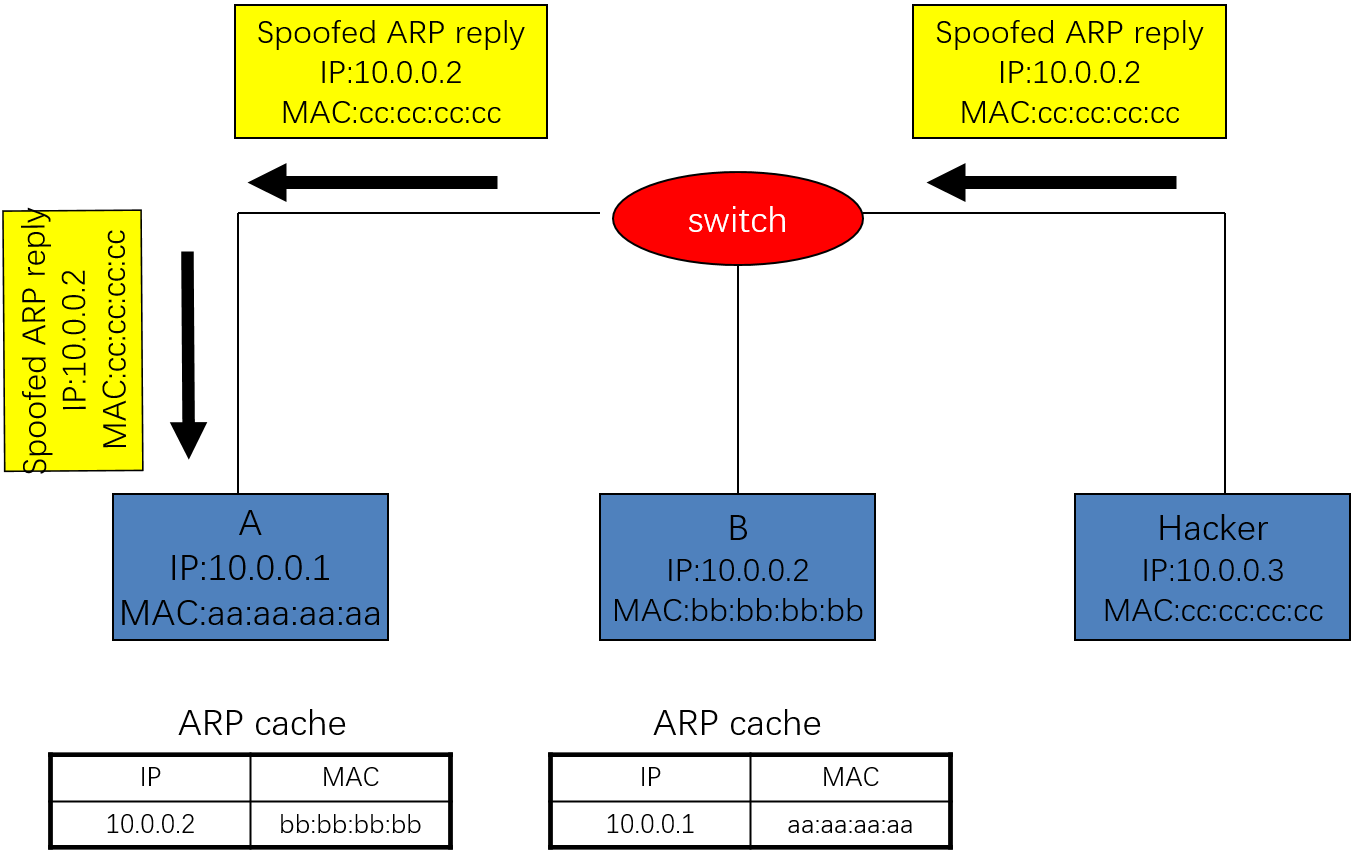 Spoofed ARP reply
IP:10.0.0.2
MAC:cc:cc:cc:cc
Spoofed ARP reply
IP:10.0.0.2
MAC:cc:cc:cc:cc
switch
Spoofed ARP reply
IP:10.0.0.2
MAC:cc:cc:cc:cc
A
IP:10.0.0.1
MAC:aa:aa:aa:aa
B
IP:10.0.0.2
MAC:bb:bb:bb:bb
Hacker
IP:10.0.0.3
MAC:cc:cc:cc:cc
ARP cache
IP MAC
10.0.0.2 bb:bb:bb:bb
ARP cache
IP MAC
10.0.0.1 aa:aa:aa:aa